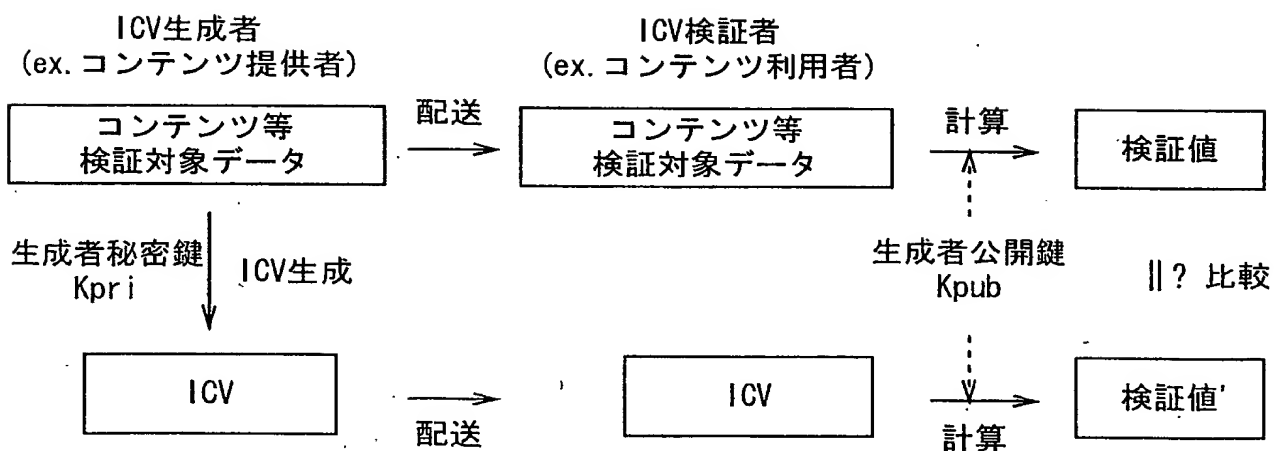 ICV生成者
(ex.コンテンツ提供者)
ICV検証者
(ex.コンテンツ利用者)
コンテンツ等
検証対象データ
配送
コンテンツ等
検証対象データ
計算
検証値
生成者秘密鍵
Kpri
ICV生成
生成者公開鍵
Kpub
||? 比較
ICV
配送
ICV
計算
検証値'